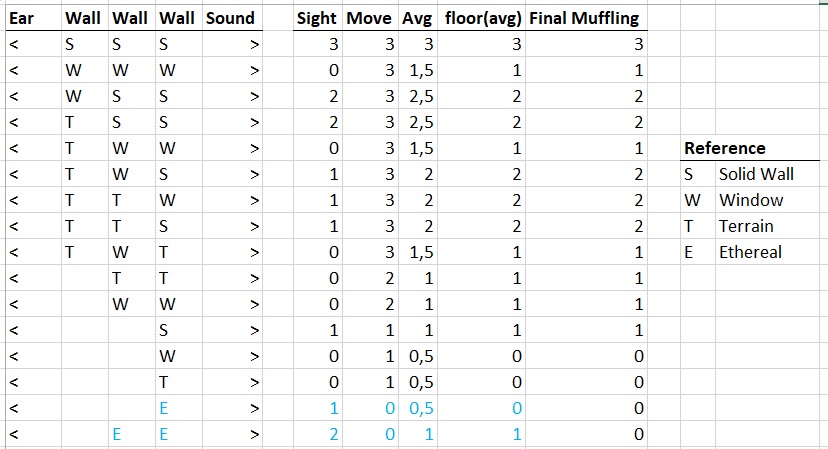 Ear Wall Wall Wall Sound Sight Move Avg floor(avg) Final Muffling
< S S S > 3 3 3 3 3
< W W W > 0 3 1,5 1 1
< W S S > 2 3 2,5 2 2
< T S S > 2 3 2,5 2 2
< T W W > 0 3 1,5 1 1 Reference
< T W S > 1 3 2 2 2 S Solid Wall
< T T W > 1 3 2 2 2 W Window
< T T S > 1 3 2 2 2 T Terrain
< T W T > 0 3 1,5 1 1 E Ethereal
< T T > 0 2 1 1 1
< W W > 0 2 1 1 1
< S > 1 1 1 1 1
< W > 0 1 0,5 0 0
< T > 0 1 0,5 0 0
< E > 1 0 0,5 0 0
< E E > 2 0 1 1 0